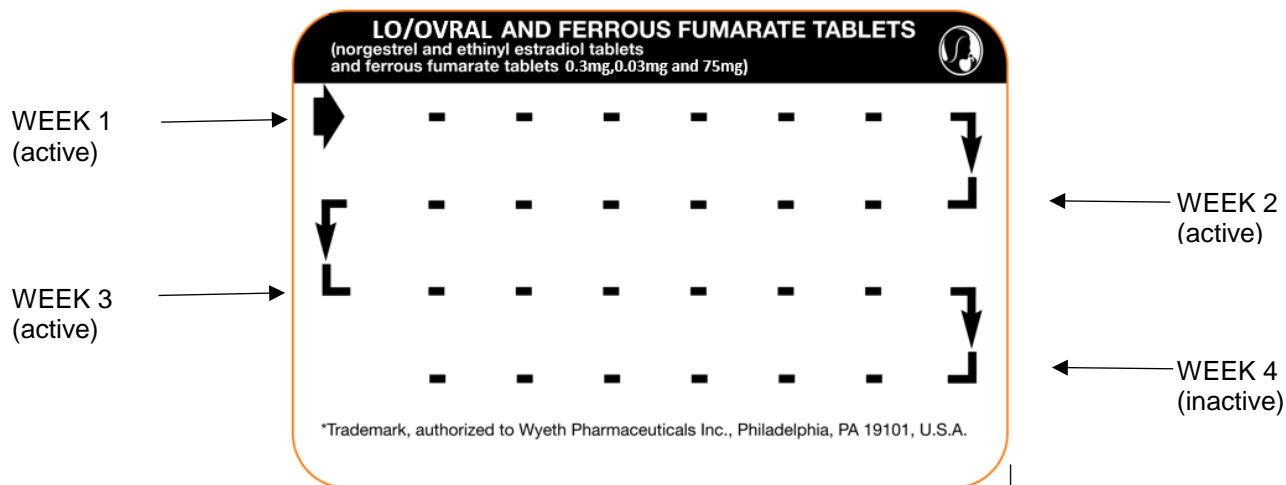 LO/OVRAL AND FERROUS FUMARATE TABLETS
(norgestrel and ethinyl estradiol tablets
and ferrous fumarate tablets 0.3mg,0.03mg and 75mg)
WEEK 1
(active)
WEEK 2
(active)
WEEK 3
(active)
WEEK 4
(inactive)
*Trademark, authorized to Wyeth Pharmaceuticals Inc., Philadelphia, PA 19101, U.S.A.